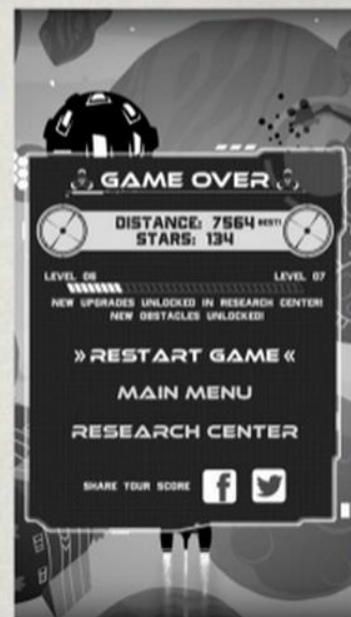 GAME OVER
DISTANCE: 7564 BEST!
STARS: 134
LEVEL 06 LEVEL 07
NEW UPGRADES UNLOCKED IN RESEARCH CENTER!
NEW OBSTACLES UNLOCKED!
» RESTART GAME «
MAIN MENU
RESEARCH CENTER
SHARE YOUR SCORE f